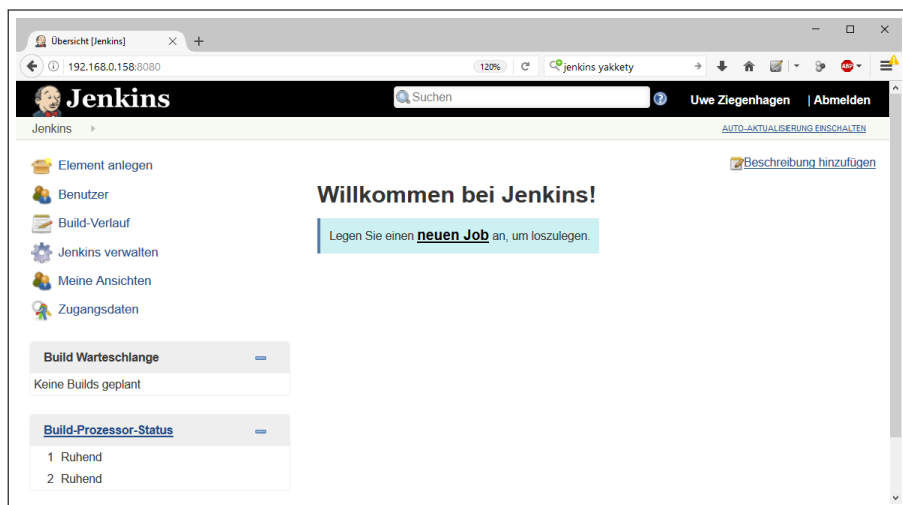 Übersicht [Jenkins]
192.168.0.158:8080 120% jenkins yakkety ABP
Jenkins Suchen Uwe Ziegenhagen | Abmelden
Jenkins AUTO-AKTUALISIERUNG EINSCHALTEN
Element anlegen
Beschreibung hinzufügen
Benutzer
Willkommen bei Jenkins!
Build-Verlauf
Legen Sie einen neuen Job an, um loszulegen.
Jenkins verwalten
Meine Ansichten
Zugangsdaten
Build Warteschlange
Keine Builds geplant
Build-Prozessor-Status
1 Ruhend
2 Ruhend